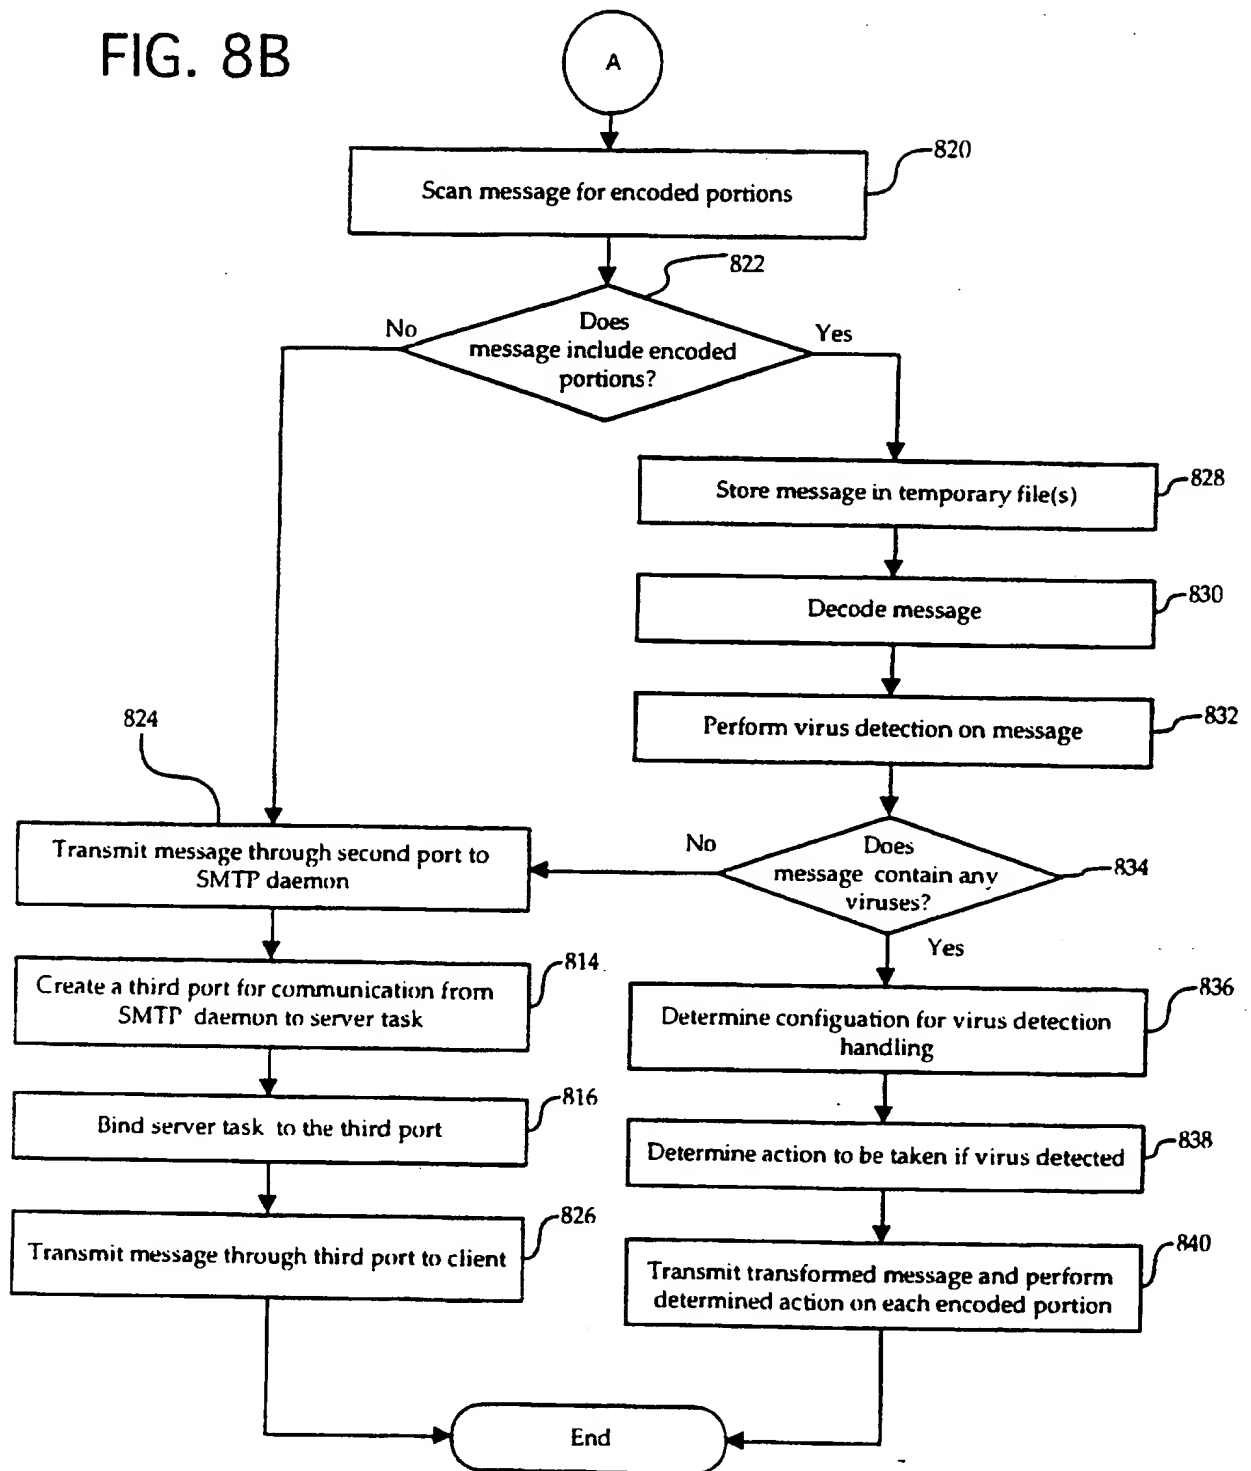 FIG. 8B
A
820
Scan message for encoded portions
822
No
Does
message include encoded
portions?
Yes
828
Store message in temporary file(s)
830
Decode message
832
Perform virus detection on message
824
Transmit message through second port to
SMTP daemon
No
Does
message contain any
viruses?
834
Yes
814
Create a third port for communication from
SMTP daemon to server task
836
Determine configuation for virus detection
handling
816
Bind server task to the third port
838
Determine action to be taken if virus detected
826
Transmit message through third port to client
840
Transmit transformed message and perform
determined action on each encoded portion
End